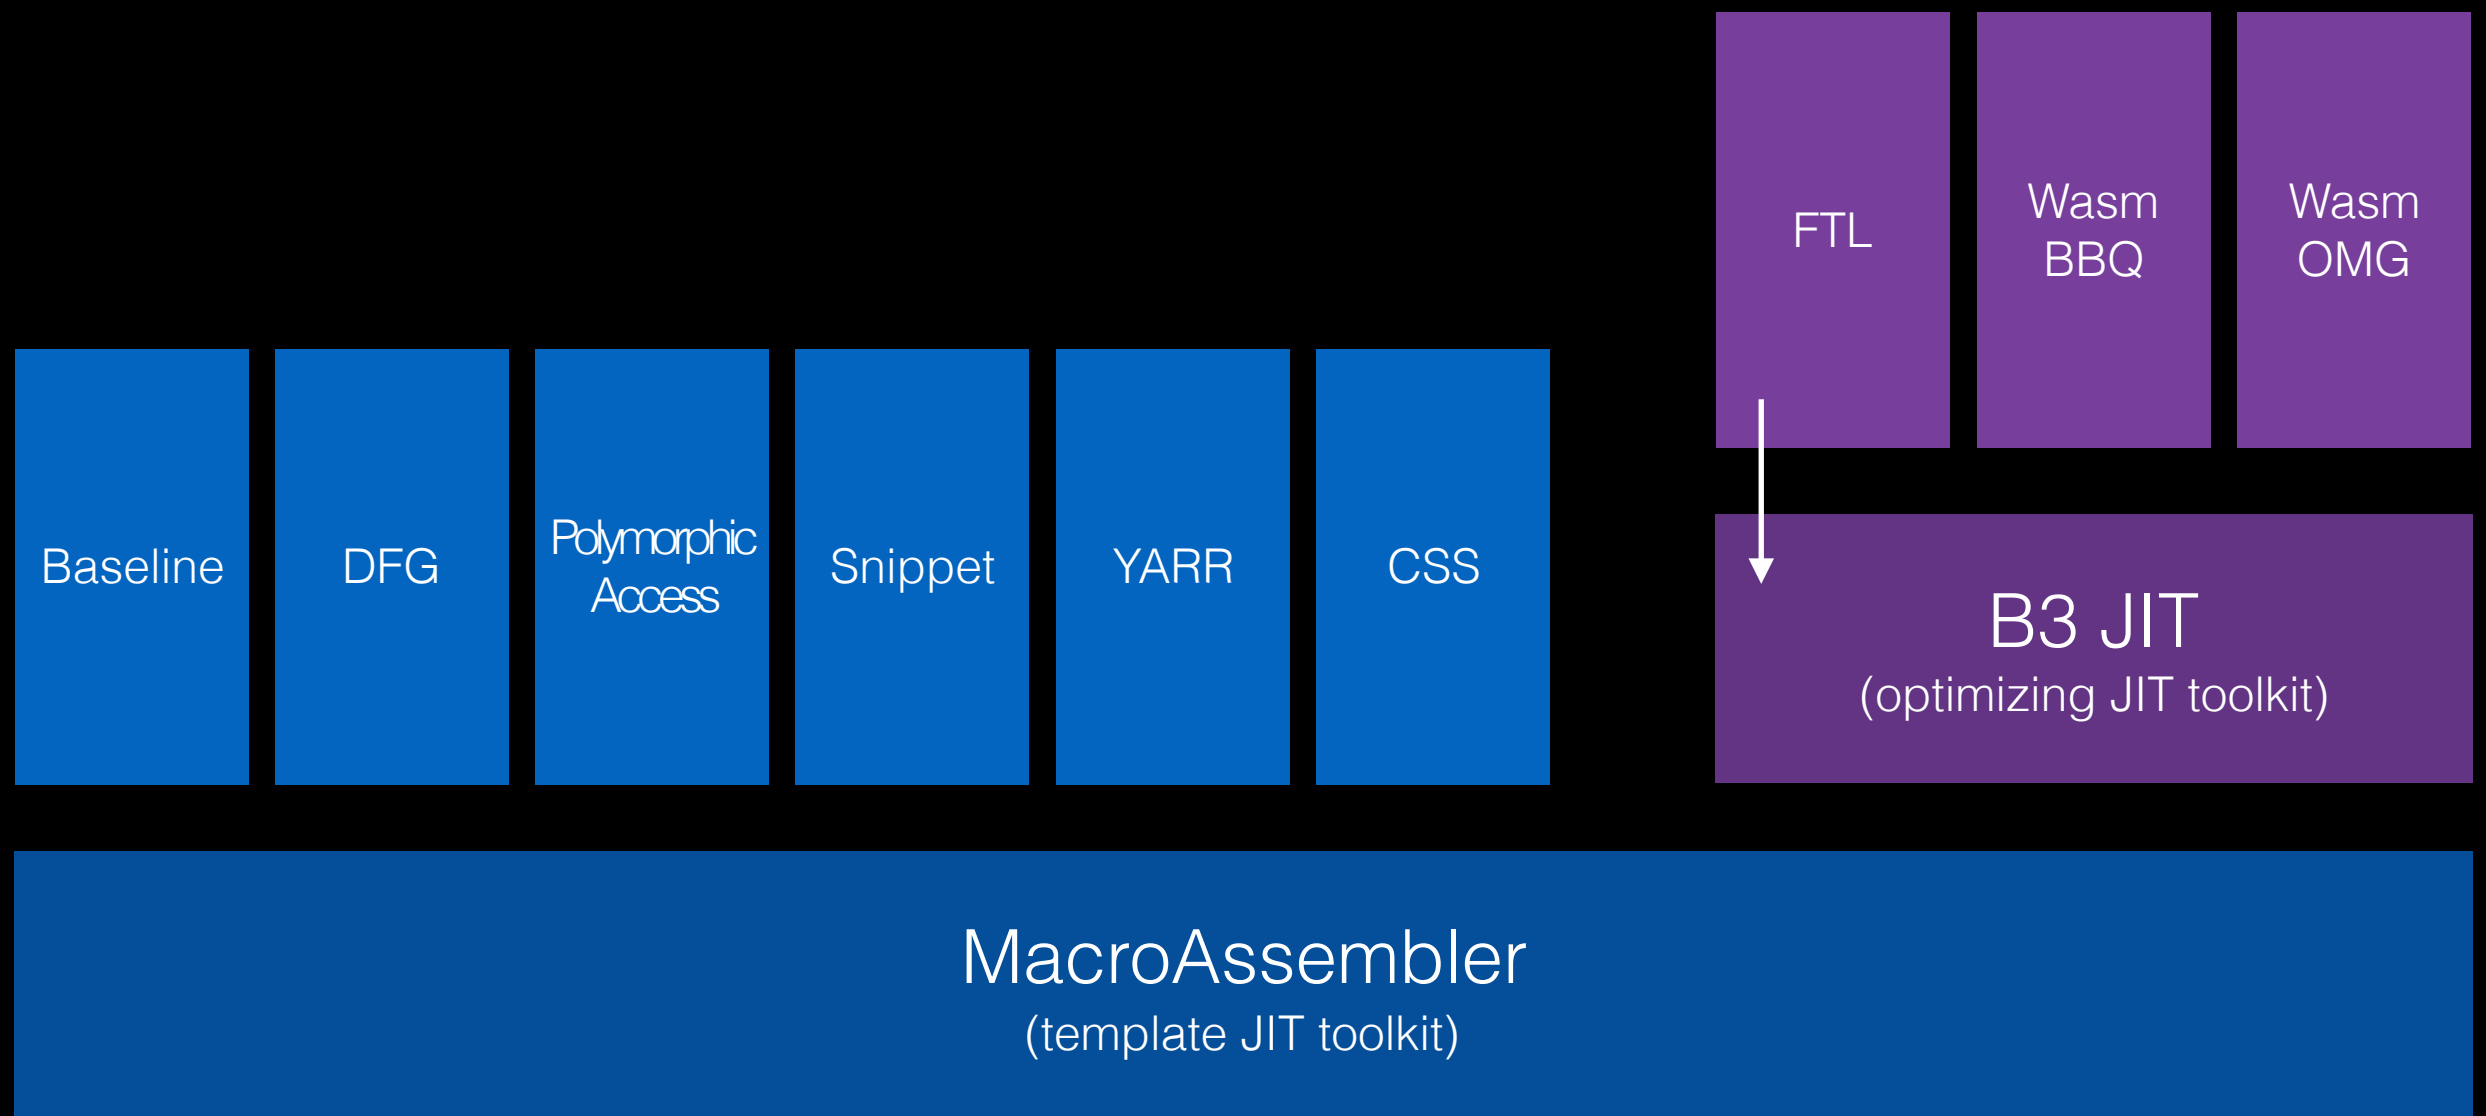 FTL
Wasm
BBQ
Wasm
OMG
Baseline
DFG
Polymorphic
Access
Snippet
YARR
CSS
B3 JIT
(optimizing JIT toolkit)
MacroAssembler
(template JIT toolkit)